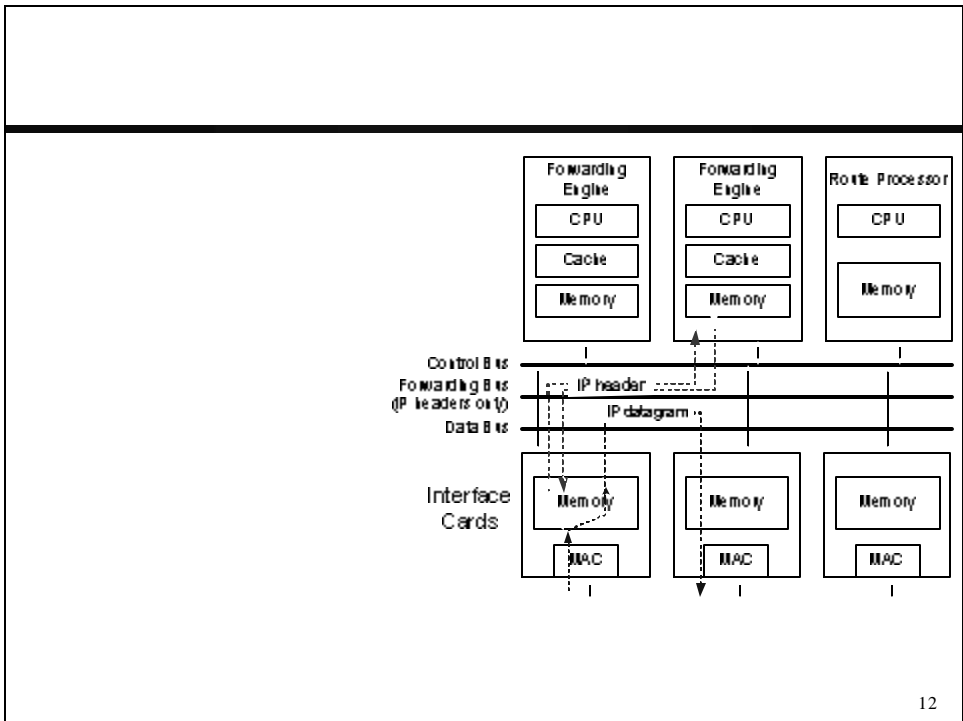 Forwarding
Engine
CPU
Cache
Memory
Forwarding
Engine
CPU
Cache
Memory
Route Processor
CPU
Memory
Control Bus
Forwarding Bus
(IP headers only)
Data Bus
IP header
IP datagram
Interface
Cards
Memory
MAC
Memory
MAC
Memory
MAC
12